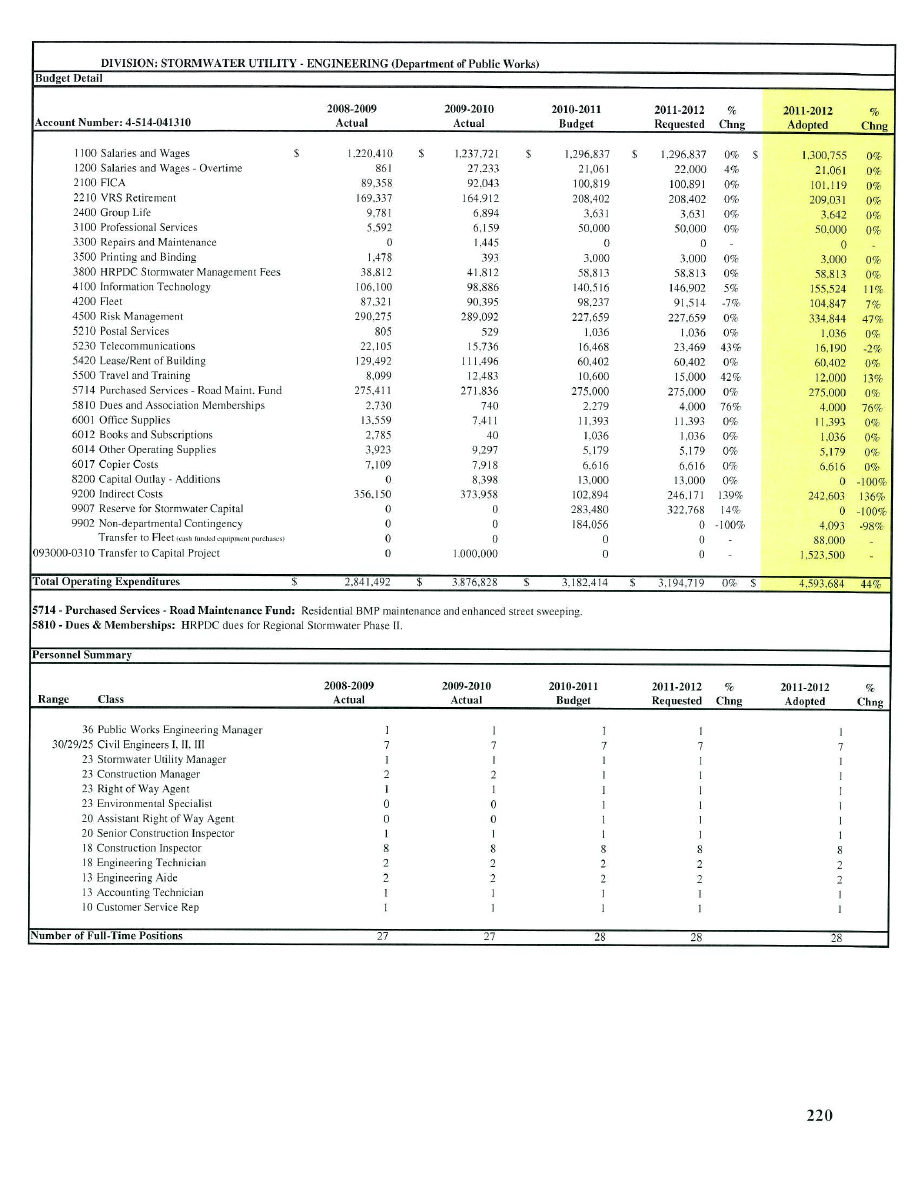 DIVISION: STORMWATER UTILITY - ENGINEERING (Department of Public Works)
Budget Detail
2008-2009 2009-2010 2010-2011 2011-2012 % 2011-2012 %
Account Number: 4-514-041310 Actual Actual Budget Requested Chng Adopted Chng
1100 Salaries and Wages $ 1,220,410 $ 1,237,721 $ 1,296,837 $ 1,296,837 0% $ 1,300,755 0%
1200 Salaries and Wages - Overtime 861 27,233 21,061 22,000 4% 21,061 0%
2100 FICA 89,358 92,043 100,819 100,891 0% 101,119 0%
2210 VRS Retirement 169,337 164,912 208,402 208,402 0% 209,031 0%
2400 Group Life 9,781 6,894 3,631 3,631 0% 3,642 0%
3100 Professional Services 5,592 6,159 50,000 50,000 0% 50,000 0%
3300 Repairs and Maintenance 0 1,445 0 0 - 0 -
3500 Printing and Binding 1,478 393 3,000 3,000 0% 3,000 0%
3800 HRPDC Stormwater Management Fees 38,812 41,812 58,813 58,813 0% 58,813 0%
4100 Information Technology 106,100 98,886 140,516 146,902 5% 155,524 11%
4200 Fleet 87,321 90,395 98,237 91,514 -7% 104,847 7%
4500 Risk Management 290,275 289,092 227,659 227,659 0% 334,844 47%
5210 Postal Services 805 529 1,036 1,036 0% 1,036 0%
5230 Telecommunications 22,105 15,736 16,468 23,469 43% 16,190 -2%
5420 Lease/Rent of Building 129,492 111,496 60,402 60,402 0% 60,402 0%
5500 Travel and Training 8,099 12,483 10,600 15,000 42% 12,000 13%
5714 Purchased Services - Road Maint. Fund 275,411 271,836 275,000 275,000 0% 275,000 0%
5810 Dues and Association Memberships 2,730 740 2,279 4,000 76% 4,000 76%
6001 Office Supplies 13,559 7,411 11,393 11,393 0% 11,393 0%
6012 Books and Subscriptions 2,785 40 1,036 1,036 0% 1,036 0%
6014 Other Operating Supplies 3,923 9,297 5,179 5,179 0% 5,179 0%
6017 Copier Costs 7,109 7,918 6,616 6,616 0% 6,616 0%
8200 Capital Outlay - Additions 0 8,398 13,000 13,000 0% 0 -100%
9200 Indirect Costs 356,150 373,958 102,894 246,171 139% 242,603 136%
9907 Reserve for Stormwater Capital 0 0 283,480 322,768 14% 0 -100%
9902 Non-departmental Contingency 0 0 184,056 0 -100% 4,093 -98%
Transfer to Fleet (cash funded equipment purchases) 0 0 0 0 - 88,000 -
093000-0310 Transfer to Capital Project 0 1,000,000 0 0 - 1,523,500 -
Total Operating Expenditures $ 2,841,492 $ 3,876,828 $ 3,182,414 $ 3,194,719 0% $ 4,593,684 44%
5714 - Purchased Services - Road Maintenance Fund: Residential BMP maintenance and enhanced street sweeping.
5810 - Dues & Memberships: HRPDC dues for Regional Stormwater Phase II.
Personnel Summary
2008-2009 2009-2010 2010-2011 2011-2012 % 2011-2012 %
Range Class Actual Actual Budget Requested Chng Adopted Chng
36 Public Works Engineering Manager 1 1 1 1 1
30/29/25 Civil Engineers I, II, III 7 7 7 7 7
23 Stormwater Utility Manager 1 1 1 1 1
23 Construction Manager 2 2 1 1 1
23 Right of Way Agent 1 1 1 1 1
23 Environmental Specialist 0 0 1 1 1
20 Assistant Right of Way Agent 0 0 1 1 1
20 Senior Construction Inspector 1 1 1 1 1
18 Construction Inspector 8 8 8 8 8
18 Engineering Technician 2 2 2 2 2
13 Engineering Aide 2 2 2 2 2
13 Accounting Technician 1 1 1 1 1
10 Customer Service Rep 1 1 1 1 1
Number of Full-Time Positions 27 27 28 28 28
220